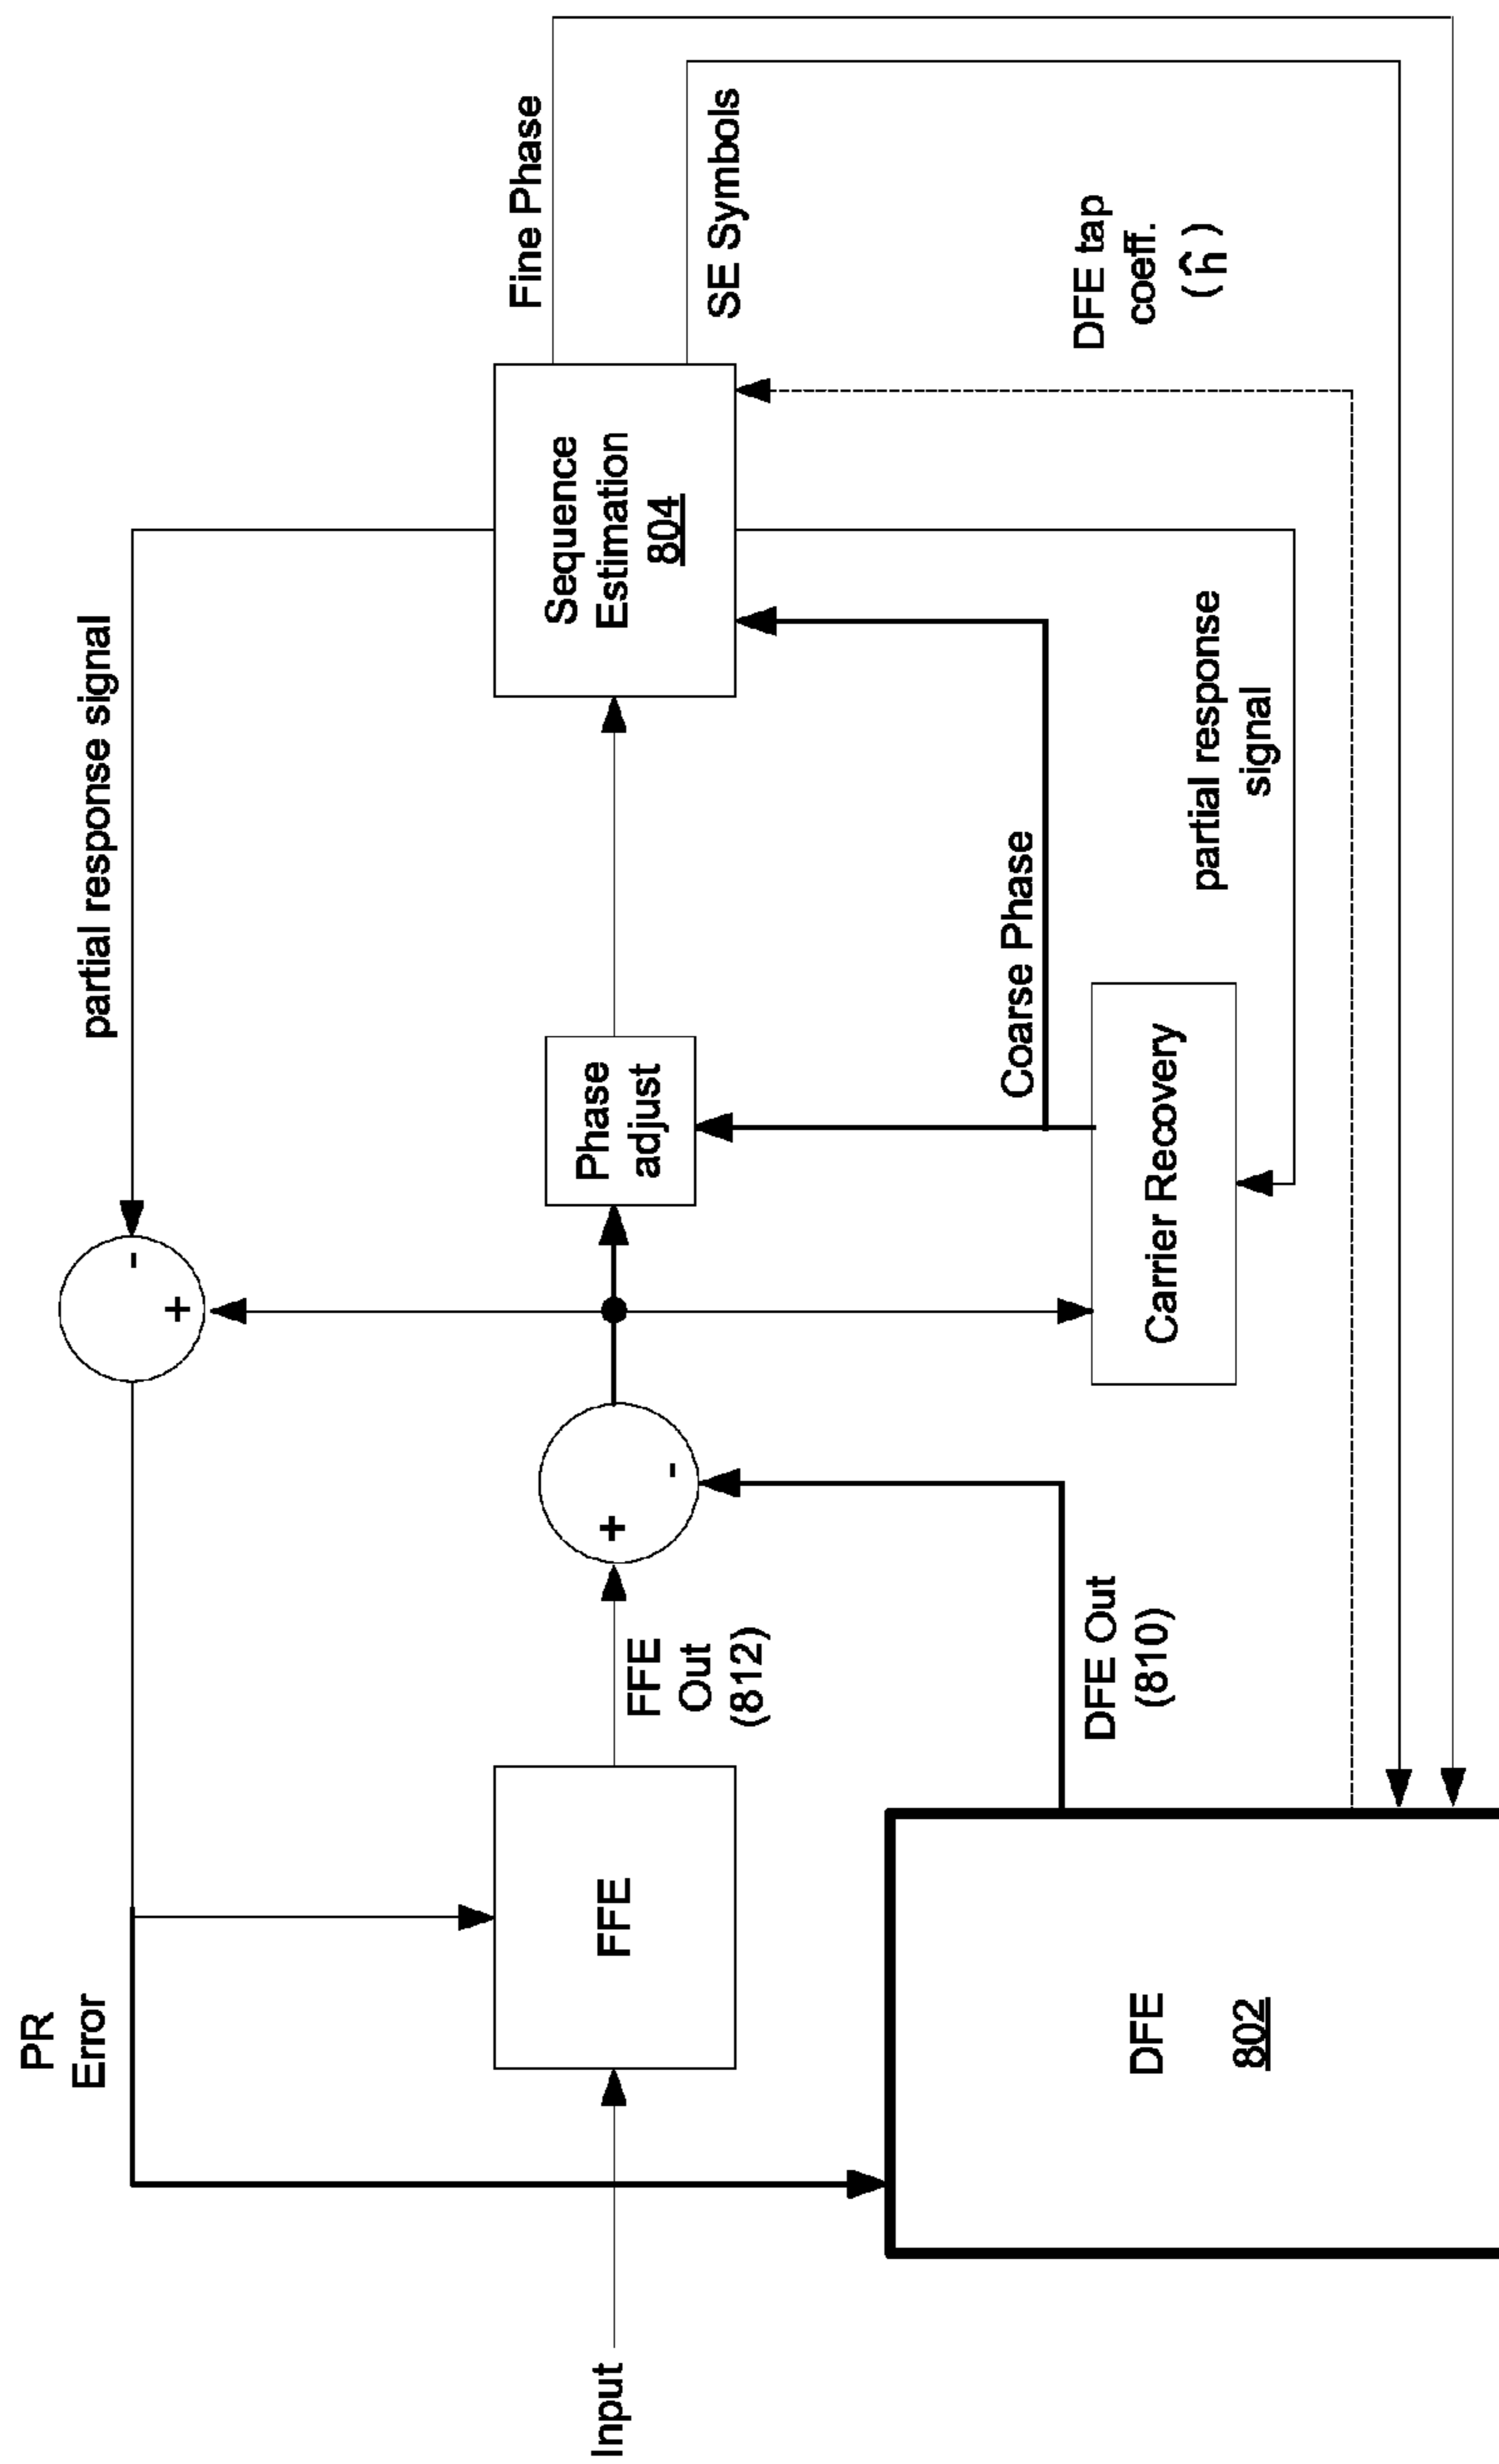 PR
Error
partial response signal
Input
FFE
FFE
Out
(812)
Phase
adjust
Sequence
Estimation
804
Fine Phase
SE Symbols
DFE
802
DFE Out
(810)
Carrier Recovery
Coarse Phase
partial response
signal
DFE tap
coeff.
( ĥ )
+
-
+
-